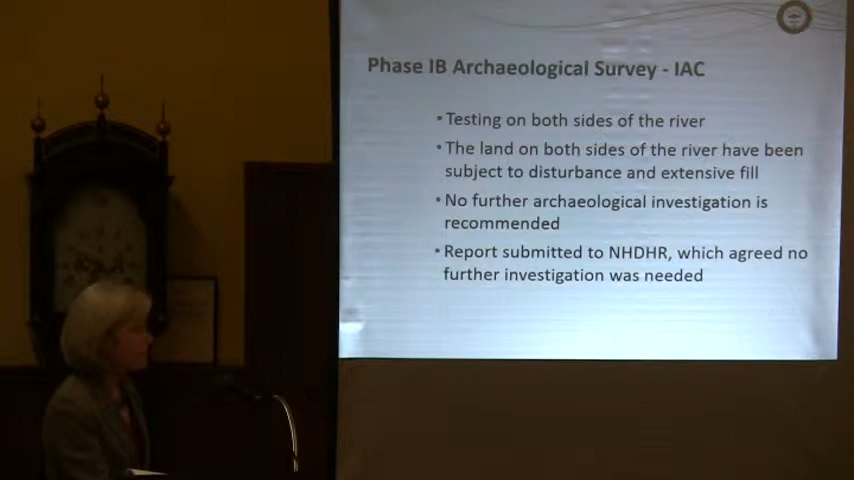 Phase IB Archaeological Survey - IAC
• Testing on both sides of the river
• The land on both sides of the river have been
subject to disturbance and extensive fill
• No further archaeological investigation is
recommended
• Report submitted to NHDHR, which agreed no
further investigation was needed